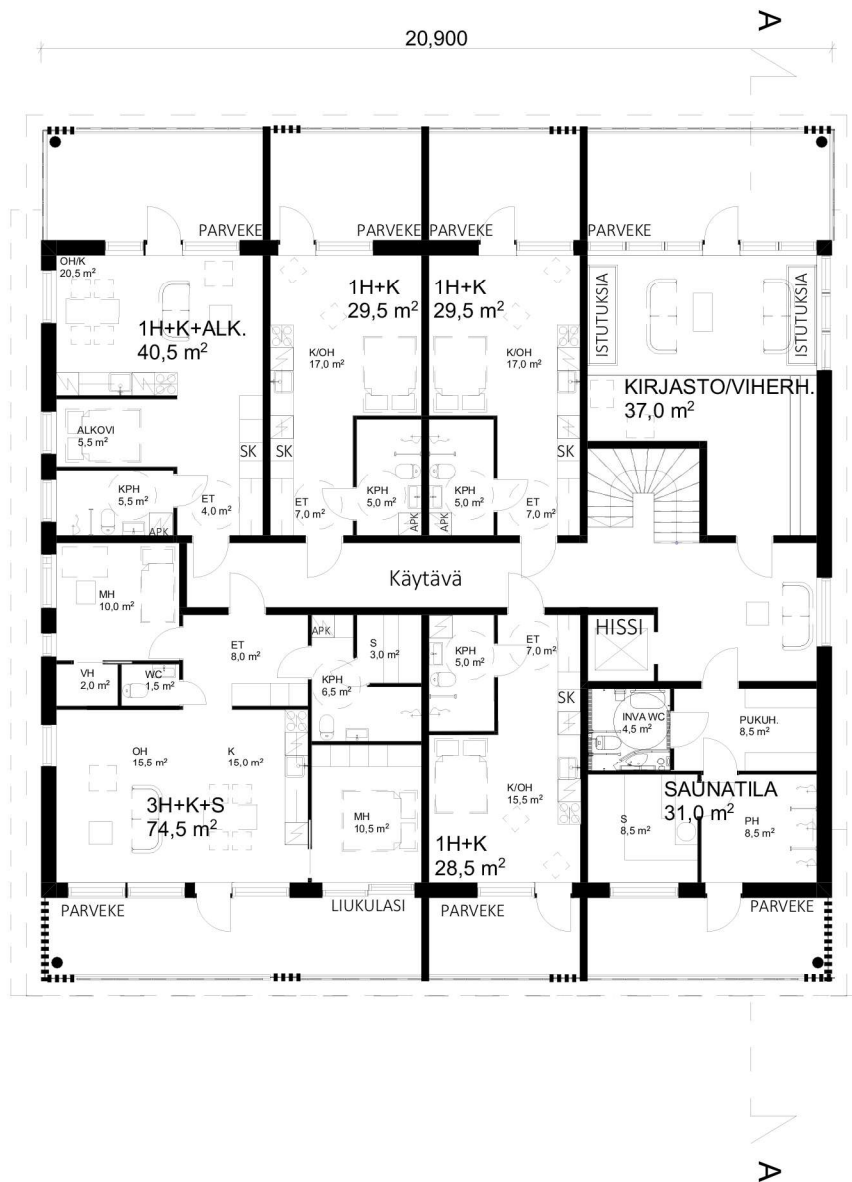 A
20,900
PARVEKE
PARVEKE
PARVEKE
PARVEKE
OH/K
20,5 m²
1H+K+ALK.
40,5 m²
1H+K
29,5 m²
K/OH
17,0 m²
1H+K
29,5 m²
K/OH
17,0 m²
ISTUTUKSIA
ISTUTUKSIA
KIRJASTO/VIHERH.
37,0 m²
ALKOVI
5,5 m²
SK
SK
SK
KPH
5,5 m²
APK
ET
4,0 m²
ET
7,0 m²
KPH
5,0 m²
APK
KPH
5,0 m²
APK
ET
7,0 m²
Käytävä
MH
10,0 m²
ET
8,0 m²
APK
S
3,0 m²
KPH
6,5 m²
KPH
5,0 m²
ET
7,0 m²
HISSI
VH
2,0 m²
WC
1,5 m²
SK
INVA WC
4,5 m²
PUKUH.
8,5 m²
OH
15,5 m²
K
15,0 m²
3H+K+S
74,5 m²
MH
10,5 m²
K/OH
15,5 m²
1H+K
28,5 m²
SAUNATILA
31,0 m²
S
8,5 m²
PH
8,5 m²
PARVEKE
LIUKULASI
PARVEKE
PARVEKE
A